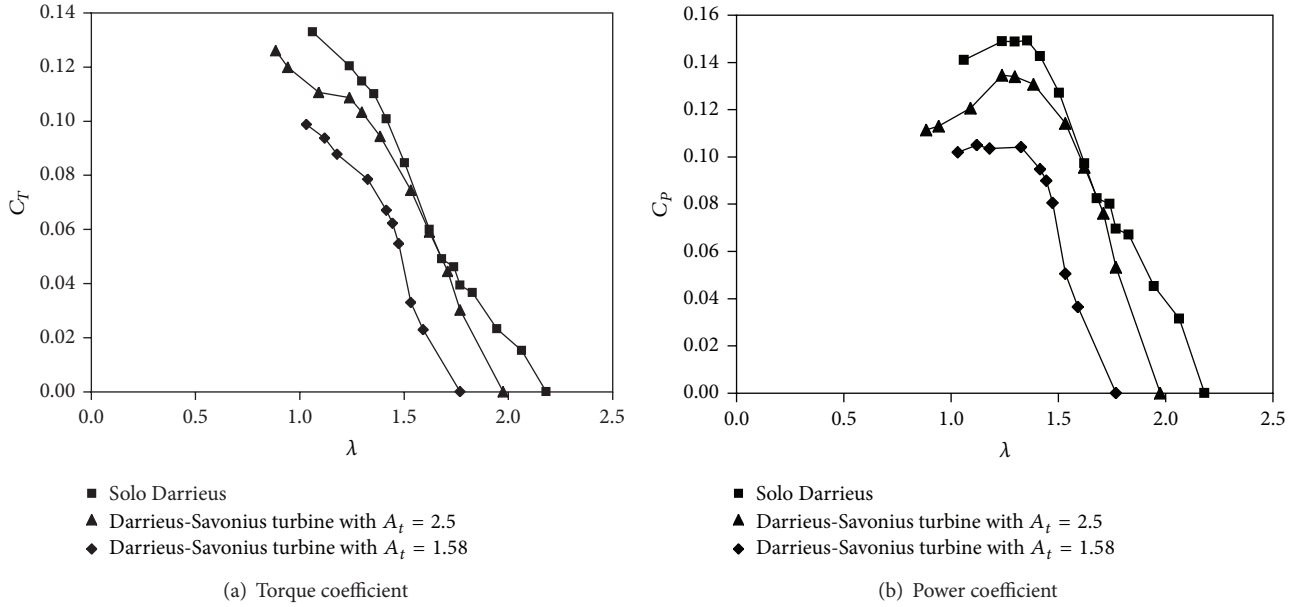 0.14
0.12
0.10
0.08
0.06
0.04
0.02
0.00
C_T
0.0 0.5 1.0 1.5 2.0 2.5
λ
Solo Darrieus
Darrieus-Savonius turbine with A_t = 2.5
Darrieus-Savonius turbine with A_t = 1.58
(a) Torque coefficient
0.16
0.14
0.12
0.10
0.08
0.06
0.04
0.02
0.00
C_P
0.0 0.5 1.0 1.5 2.0 2.5
λ
Solo Darrieus
Darrieus-Savonius turbine with A_t = 2.5
Darrieus-Savonius turbine with A_t = 1.58
(b) Power coefficient